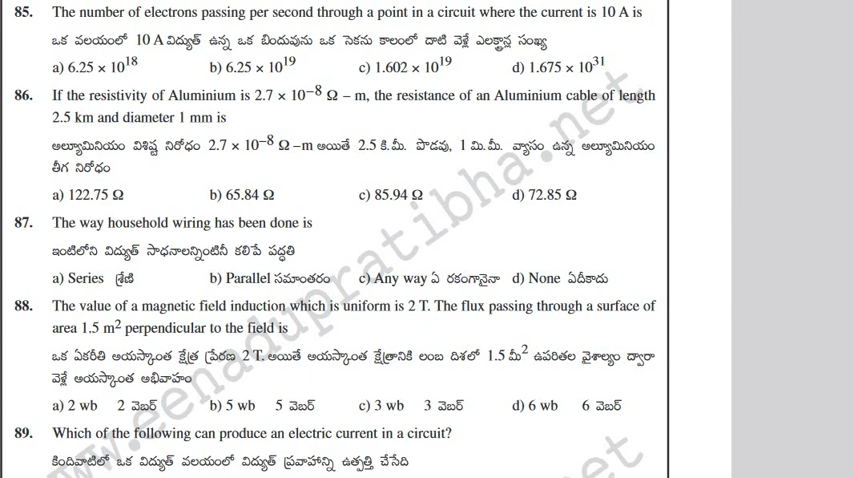 85. The number of electrons passing per second through a point in a circuit where the current is 10 A is
ఒక వలయంలో 10 A విద్యుత్ ఉన్న ఒక బిందువును ఒక సెకను కాలంలో దాటి వెళ్లే ఎలక్ట్రాన్ల సంఖ్య
a) 6.25 × 10¹⁸ b) 6.25 × 10¹⁹ c) 1.602 × 10¹⁹ d) 1.675 × 10³¹
86. If the resistivity of Aluminium is 2.7 × 10⁻⁸ Ω – m, the resistance of an Aluminium cable of length
2.5 km and diameter 1 mm is
అల్యూమినియం విశిష్ట నిరోధం 2.7 × 10⁻⁸ Ω –m అయితే 2.5 కి.మీ. పొడవు, 1 మి.మీ. వ్యాసం ఉన్న అల్యూమినియం
తీగ నిరోధం
a) 122.75 Ω b) 65.84 Ω c) 85.94 Ω d) 72.85 Ω
87. The way household wiring has been done is
ఇంటిలోని విద్యుత్ సాధనాలన్నింటినీ కలిపే పద్ధతి
a) Series శ్రేణి b) Parallel సమాంతరం c) Any way ఏ రకంగానైనా d) None ఏదీకాదు
88. The value of a magnetic field induction which is uniform is 2 T. The flux passing through a surface of
area 1.5 m² perpendicular to the field is
ఒక ఏకరీతి అయస్కాంత క్షేత్ర ప్రేరణ 2 T. అయితే అయస్కాంత క్షేత్రానికి లంబ దిశలో 1.5 మీ² ఉపరితల వైశాల్యం ద్వారా
వెళ్లే అయస్కాంత అభివాహం
a) 2 wb 2 వెబర్ b) 5 wb 5 వెబర్ c) 3 wb 3 వెబర్ d) 6 wb 6 వెబర్
89. Which of the following can produce an electric current in a circuit?
కిందివాటిలో ఒక విద్యుత్ వలయంలో విద్యుత్ ప్రవాహాన్ని ఉత్పత్తి చేసేది
www.eenadupratibha.net